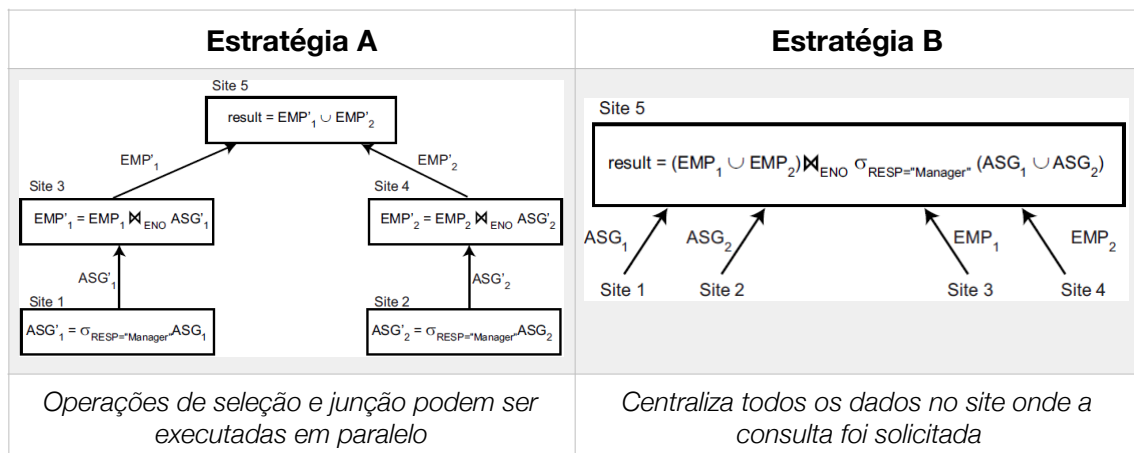 Estratégia A
Estratégia B
Site 5
result = EMP'₁ ∪ EMP'₂
EMP'₁
EMP'₂
Site 3
Site 4
EMP'₁ = EMP₁ ⋈ENO ASG'₁
EMP'₂ = EMP₂ ⋈ENO ASG'₂
ASG'₁
ASG'₂
Site 1
Site 2
ASG'₁ = σRESP="Manager"ASG₁
ASG'₂ = σRESP="Manager"ASG₂
Site 5
result = (EMP₁ ∪ EMP₂)⋈ENO σRESP="Manager" (ASG₁ ∪ ASG₂)
ASG₁
ASG₂
EMP₁
EMP₂
Site 1
Site 2
Site 3
Site 4
Operações de seleção e junção podem ser
executadas em paralelo
Centraliza todos os dados no site onde a
consulta foi solicitada